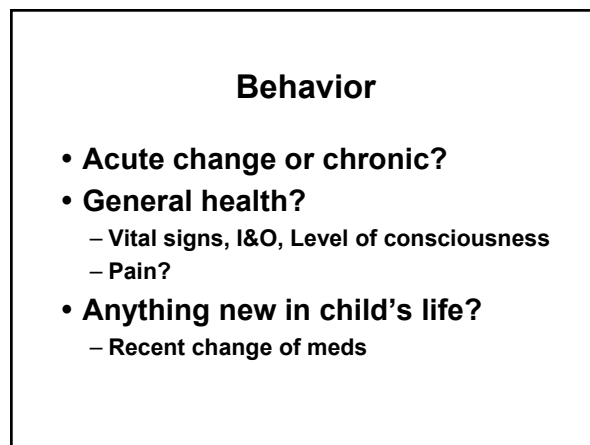 Behavior
• Acute change or chronic?
• General health?
– Vital signs, I&O, Level of consciousness
– Pain?
• Anything new in child's life?
– Recent change of meds